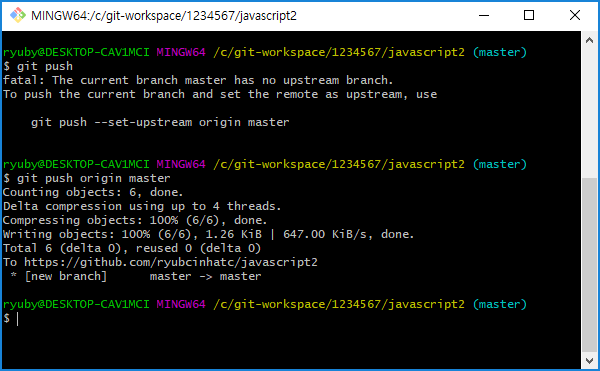 MINGW64:/c/git-workspace/1234567/javascript2
ryuby@DESKTOP-CAV1MCI MINGW64 /c/git-workspace/1234567/javascript2 (master)
$ git push
fatal: The current branch master has no upstream branch.
To push the current branch and set the remote as upstream, use
    git push --set-upstream origin master
ryuby@DESKTOP-CAV1MCI MINGW64 /c/git-workspace/1234567/javascript2 (master)
$ git push origin master
Counting objects: 6, done.
Delta compression using up to 4 threads.
Compressing objects: 100% (6/6), done.
Writing objects: 100% (6/6), 1.26 KiB | 647.00 KiB/s, done.
Total 6 (delta 0), reused 0 (delta 0)
To https://github.com/ryubcinhatc/javascript2
 * [new branch]      master -> master
ryuby@DESKTOP-CAV1MCI MINGW64 /c/git-workspace/1234567/javascript2 (master)
$